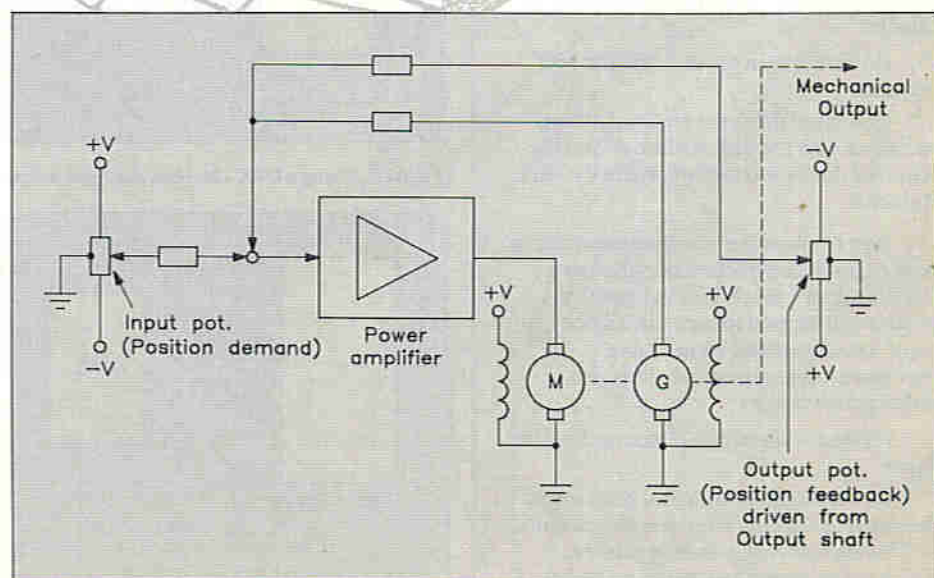 Mechanical
Output
+V
−V
Input pot.
(Position demand)
−V
Power
amplifier
+V
+V
M
G
+V
Output pot.
(Position feedback)
driven from
Output shaft